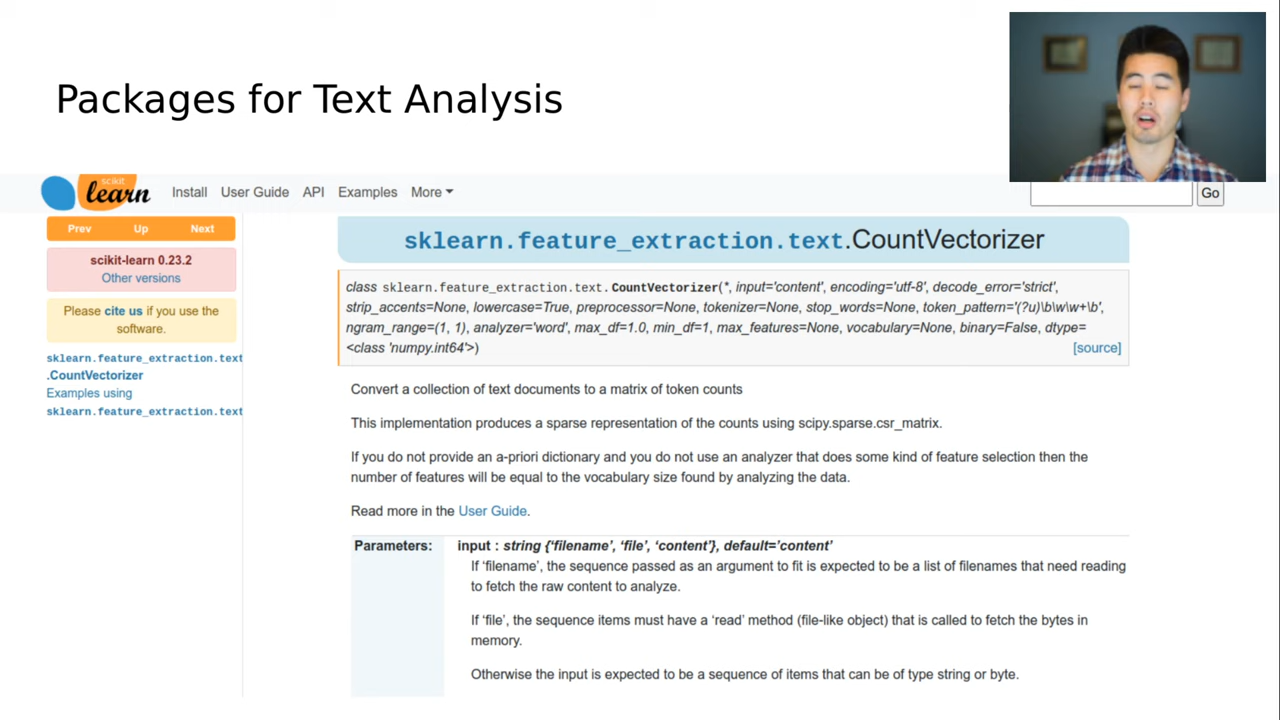 Packages for Text Analysis
scikit
learn
Install User Guide API Examples More
Go
Prev Up Next
scikit-learn 0.23.2
Other versions
Please cite us if you use the
software.
sklearn.feature_extraction.text
.CountVectorizer
Examples using
sklearn.feature_extraction.text
sklearn.feature_extraction.text.CountVectorizer
class sklearn.feature_extraction.text.CountVectorizer(*, input='content', encoding='utf-8', decode_error='strict',
strip_accents=None, lowercase=True, preprocessor=None, tokenizer=None, stop_words=None, token_pattern='(?u)\b\w\w+\b',
ngram_range=(1, 1), analyzer='word', max_df=1.0, min_df=1, max_features=None, vocabulary=None, binary=False, dtype=
<class 'numpy.int64'>) [source]
Convert a collection of text documents to a matrix of token counts
This implementation produces a sparse representation of the counts using scipy.sparse.csr_matrix.
If you do not provide an a-priori dictionary and you do not use an analyzer that does some kind of feature selection then the
number of features will be equal to the vocabulary size found by analyzing the data.
Read more in the User Guide.
Parameters: input : string {‘filename’, ‘file’, ‘content’}, default=’content’
If ‘filename’, the sequence passed as an argument to fit is expected to be a list of filenames that need reading
to fetch the raw content to analyze.
If ‘file’, the sequence items must have a ‘read’ method (file-like object) that is called to fetch the bytes in
memory.
Otherwise the input is expected to be a sequence of items that can be of type string or byte.